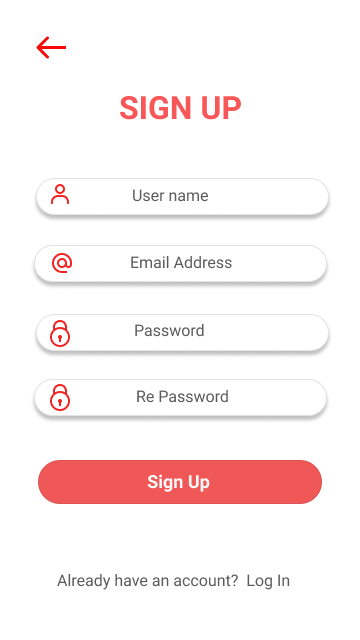 SIGN UP
User name
Email Address
Password
Re Password
Sign Up
Already have an account? Log In